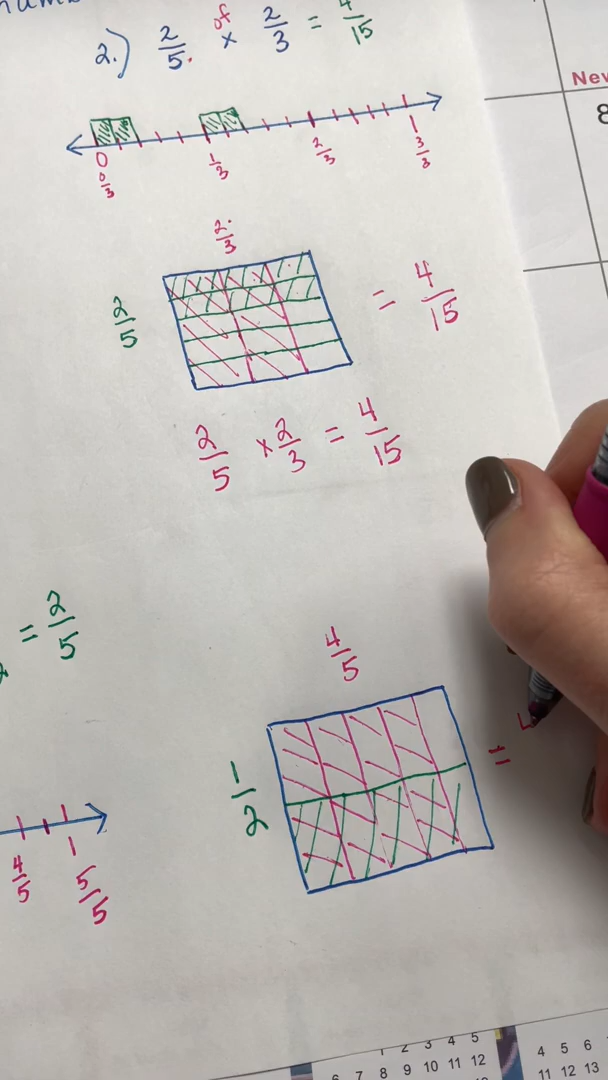 2.) 2/5 of × 2/3 = 4/15
0 1/3 2/3 1
0/3 3/3
2/3
2/5 = 4/15
2/5 × 2/3 = 4/15
= 2/5
4/5
1/2 = 4
4/5 1
5/5
New
8
1 2 3 4 5
6 7 8 9 10 11 12
4 5 6
11 12 13